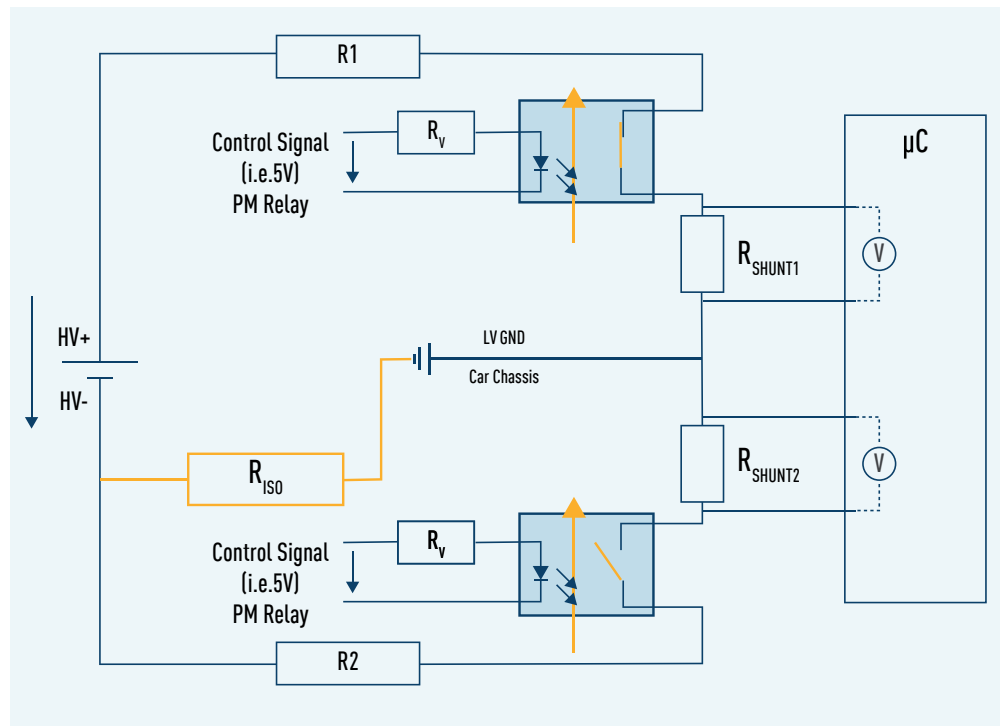 R1
Control Signal
(i.e.5V)
PM Relay
Rv
µC
RSHUNT1
V
HV+
HV-
LV GND
Car Chassis
RISO
RSHUNT2
V
Control Signal
(i.e.5V)
PM Relay
Rv
R2